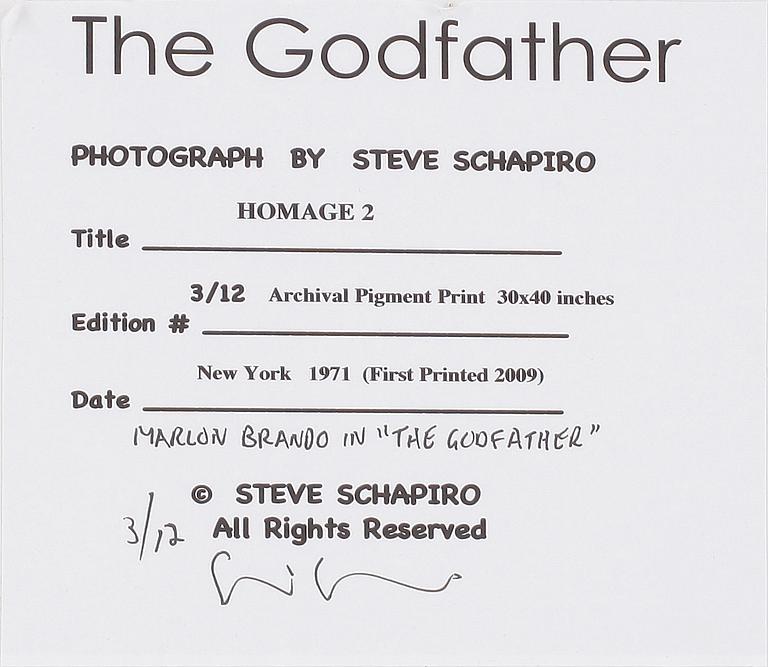 The Godfather
PHOTOGRAPH BY STEVE SCHAPIRO
HOMAGE 2
Title
3/12 Archival Pigment Print 30x40 inches
Edition #
New York 1971 (First Printed 2009)
Date
MARLON BRANDO IN "THE GODFATHER"
© STEVE SCHAPIRO
3/12 All Rights Reserved